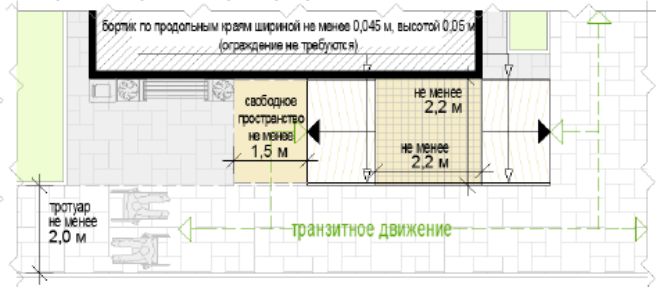 бортик по продольным краям шириной не менее 0,045 м, высотой 0,05 м
(ограждение не требуются)
свободное
пространство
не менее
1,5 м
не менее
2,2 м
не менее
2,2 м
тротуар
не менее
2,0 м
транзитное движение